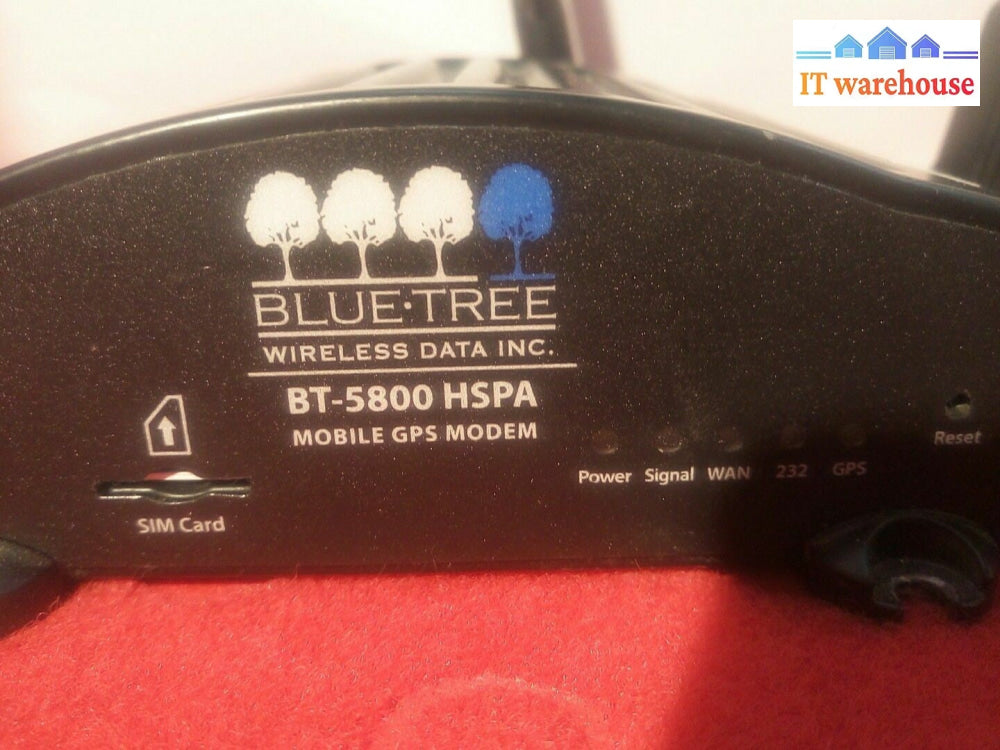 IT warehouse
BLUE·TREE
WIRELESS DATA INC.
BT-5800 HSPA
MOBILE GPS MODEM
Reset
Power Signal WAN 232 GPS
SIM Card